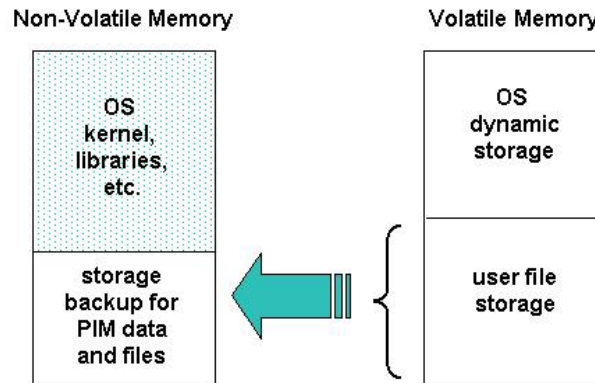 Non-Volatile Memory
Volatile Memory
OS
kernel,
libraries,
etc.
storage
backup for
PIM data
and files
OS
dynamic
storage
user file
storage